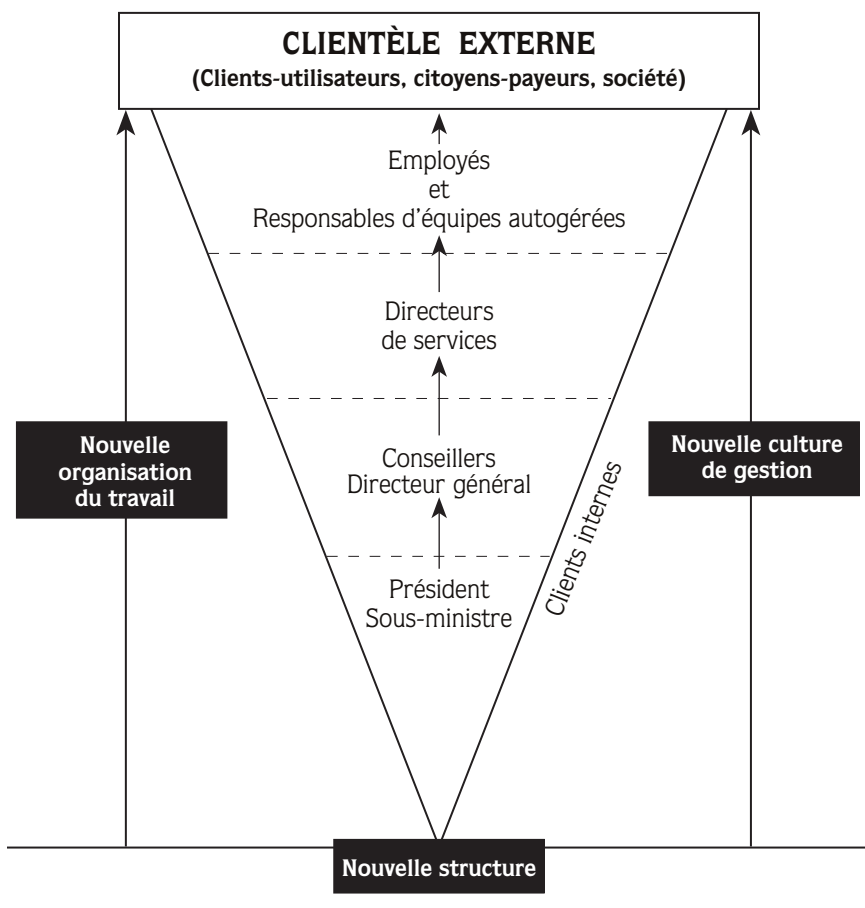 CLIENTÈLE EXTERNE
(Clients-utilisateurs, citoyens-payeurs, société)
Employés
et
Responsables d'équipes autogérées
Directeurs
de services
Nouvelle
organisation
du travail
Conseillers
Directeur général
Nouvelle culture
de gestion
Clients internes
Président
Sous-ministre
Nouvelle structure